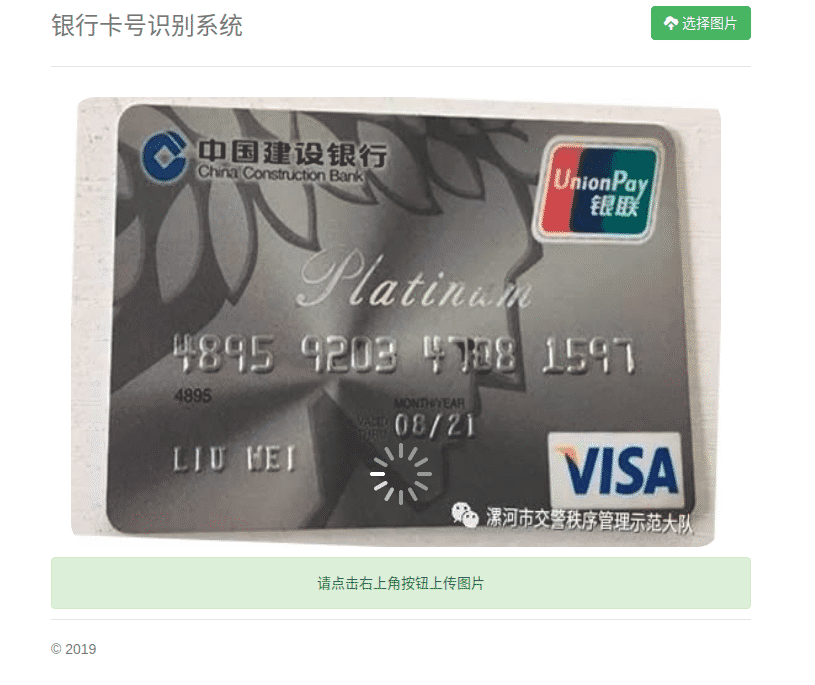 银行卡号识别系统
选择图片
中国建设银行
China Construction Bank
UnionPay
银联
Platinum
4895 9203 4708 1597
4895
MONTH/YEAR
VALID
THRU
08/21
LIU WEI
VISA
漯河市交警秩序管理示范大队
请点击右上角按钮上传图片
© 2019